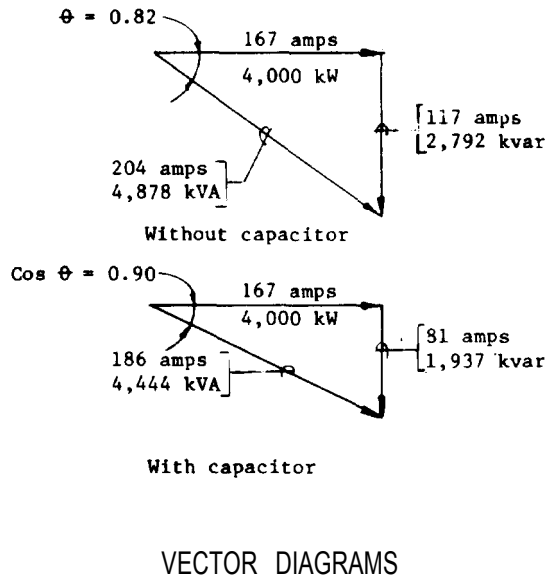 θ = 0.82
167 amps
4,000 kW
117 amps
2,792 kvar
204 amps
4,878 kVA
Without capacitor
Cos θ = 0.90
167 amps
4,000 kW
81 amps
1,937 kvar
186 amps
4,444 kVA
With capacitor
VECTOR DIAGRAMS